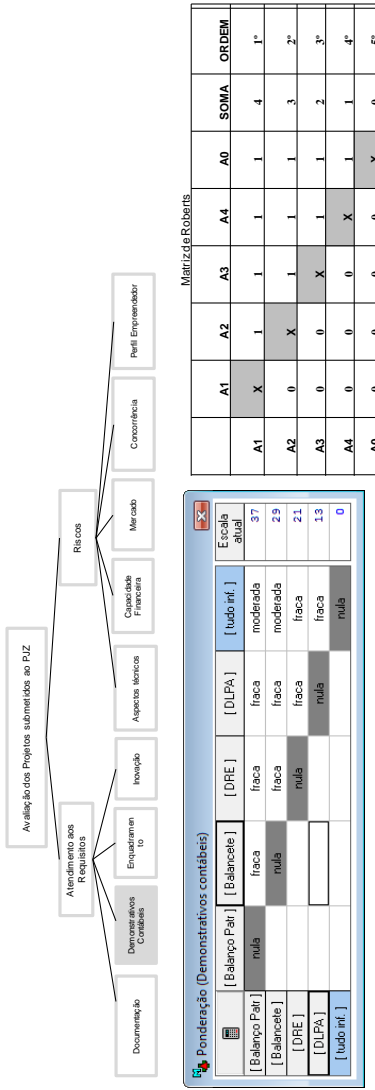 Avaliação dos Projetos submetidos ao PJZ
Atendimento aos
Requisitos
Riscos
Documentação
Demonstrativos
Contábeis
Enquadramen
to
Inovação
Aspectos técnicos
Capacidade
Financeira
Mercado
Concorrência
Perfil Empreendedor
Ponderação (Demonstrativos contábeis)
[ Balanço Patr ] [ Balancete ] [ DRE ] [ DLPA ] [ tudo inf. ] Escala
atual
[ Balanço Patr ] nula fraca fraca fraca moderada 37
[ Balancete ] nula fraca fraca moderada 29
[ DRE ] nula fraca fraca 21
[ DLPA ] nula fraca 13
[ tudo inf. ] nula 0
Matriz de Roberts
A1 A2 A3 A4 A0 SOMA ORDEM
A1 X 1 1 1 1 4 1º
A2 0 X 1 1 1 3 2º
A3 0 0 X 1 1 2 3º
A4 0 0 0 X 1 1 4º
A0 0 0 0 0 X 0 5º